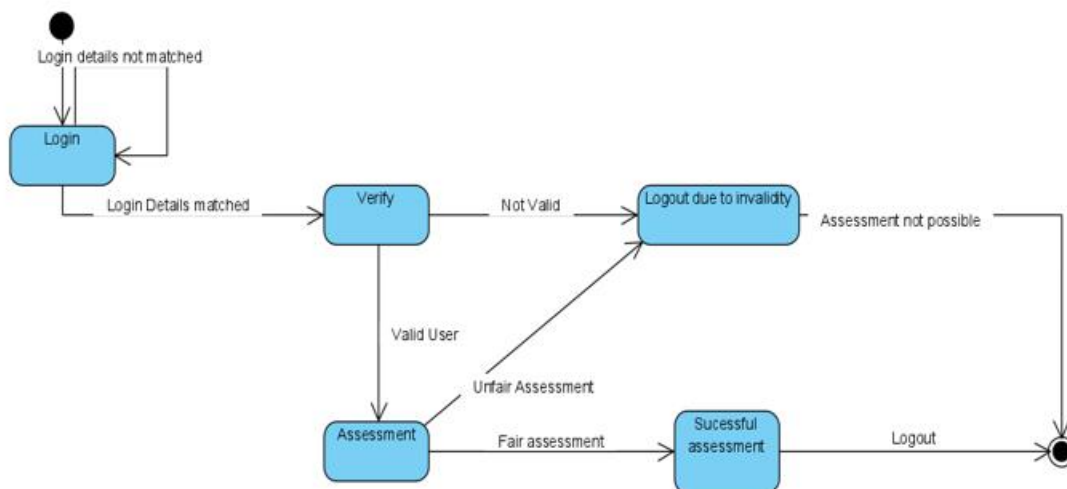 Login details not matched
Login
Login Details matched
Verify
Not Valid
Logout due to invalidity
Assessment not possible
Valid User
Unfair Assessment
Assessment
Fair assessment
Sucessful
assessment
Logout